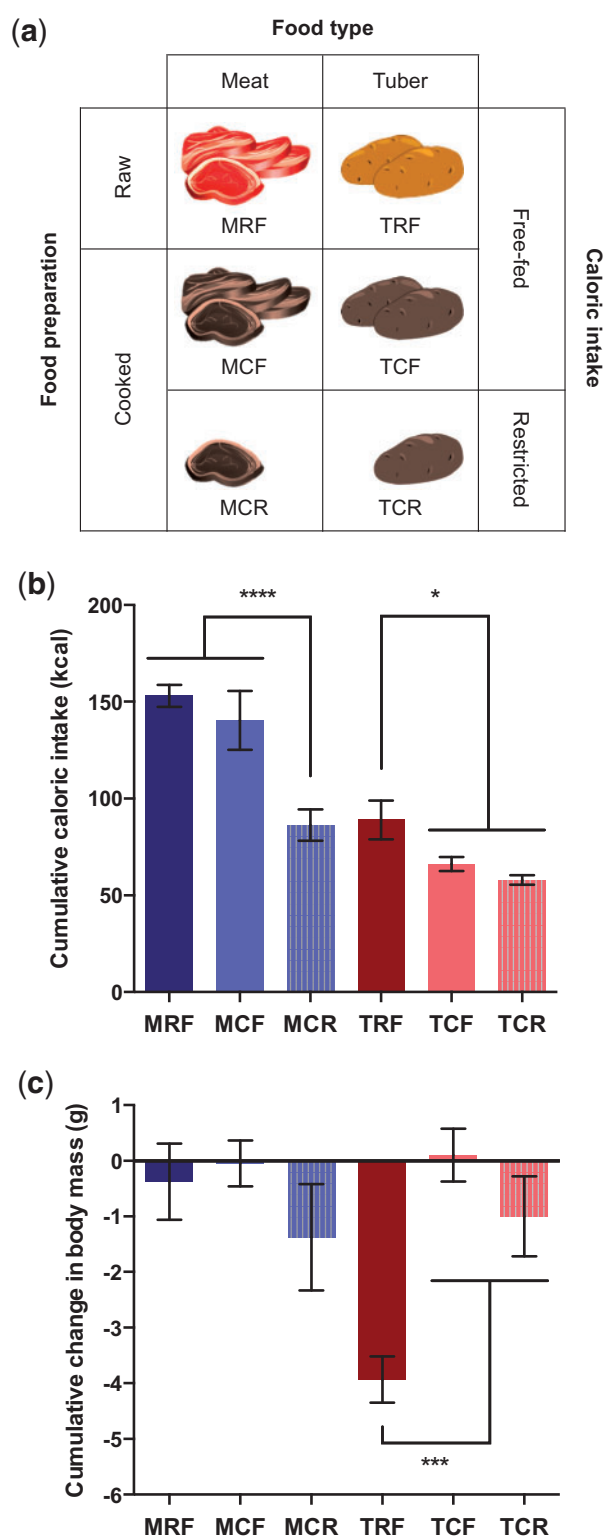 (a)
Food type
Meat
Tuber
Food preparation
Raw
Cooked
MRF
TRF
MCF
TCF
MCR
TCR
Free-fed
Restricted
Caloric intake
(b)
Cumulative caloric intake (kcal)
200
150
100
50
0
****
*
MRF MCF MCR TRF TCF TCR
(c)
Cumulative change in body mass (g)
1
0
-1
-2
-3
-4
-5
-6
***
MRF MCF MCR TRF TCF TCR